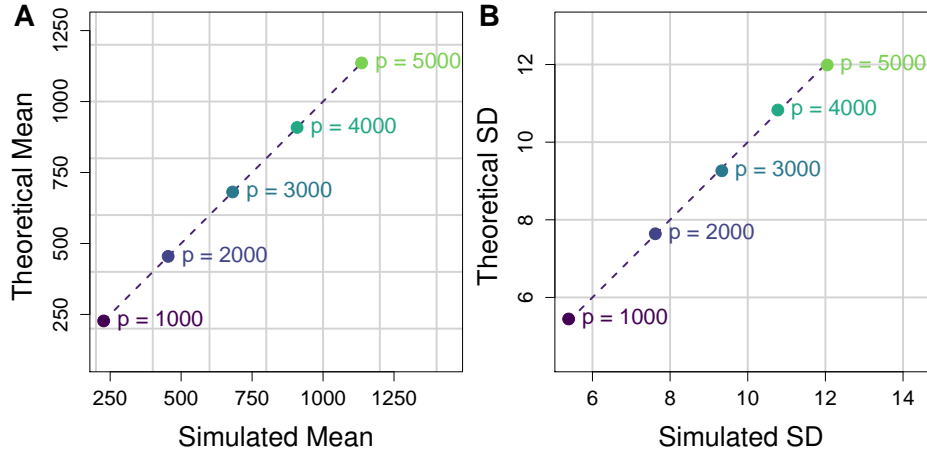 A
Theoretical Mean
1250
1000
750
500
250
p = 5000
p = 4000
p = 3000
p = 2000
p = 1000
250 500 750 1000 1250
Simulated Mean
B
Theoretical SD
12
10
8
6
p = 5000
p = 4000
p = 3000
p = 2000
p = 1000
6 8 10 12 14
Simulated SD